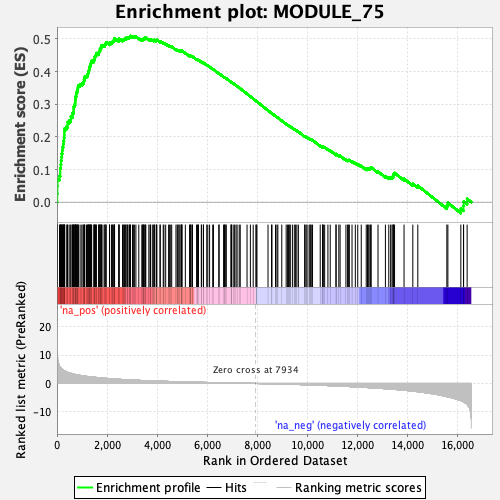 Enrichment plot: MODULE_75
Enrichment score (ES)
0.5
0.4
0.3
0.2
0.1
0.0
'na_pos' (positively correlated)
Ranked list metric (PreRanked)
20
10
0
-10
Zero cross at 7934
'na_neg' (negatively correlated)
0 2,000 4,000 6,000 8,000 10,000 12,000 14,000 16,000
Rank in Ordered Dataset
Enrichment profile Hits Ranking metric scores